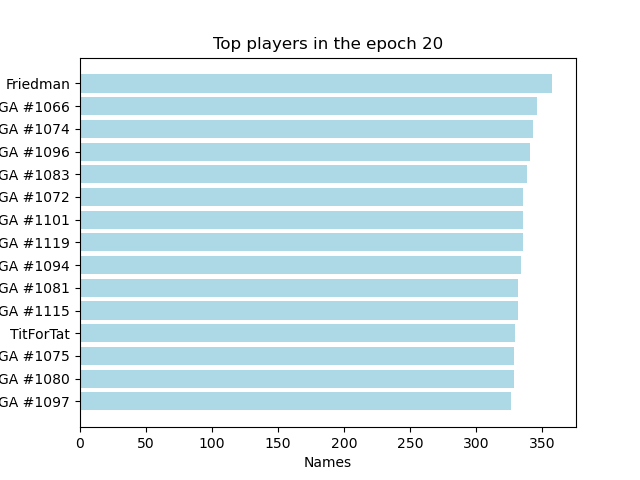 Top players in the epoch 20
Friedman
GA #1066
GA #1074
GA #1096
GA #1083
GA #1072
GA #1101
GA #1119
GA #1094
GA #1081
GA #1115
TitForTat
GA #1075
GA #1080
GA #1097
0 50 100 150 200 250 300 350
Names